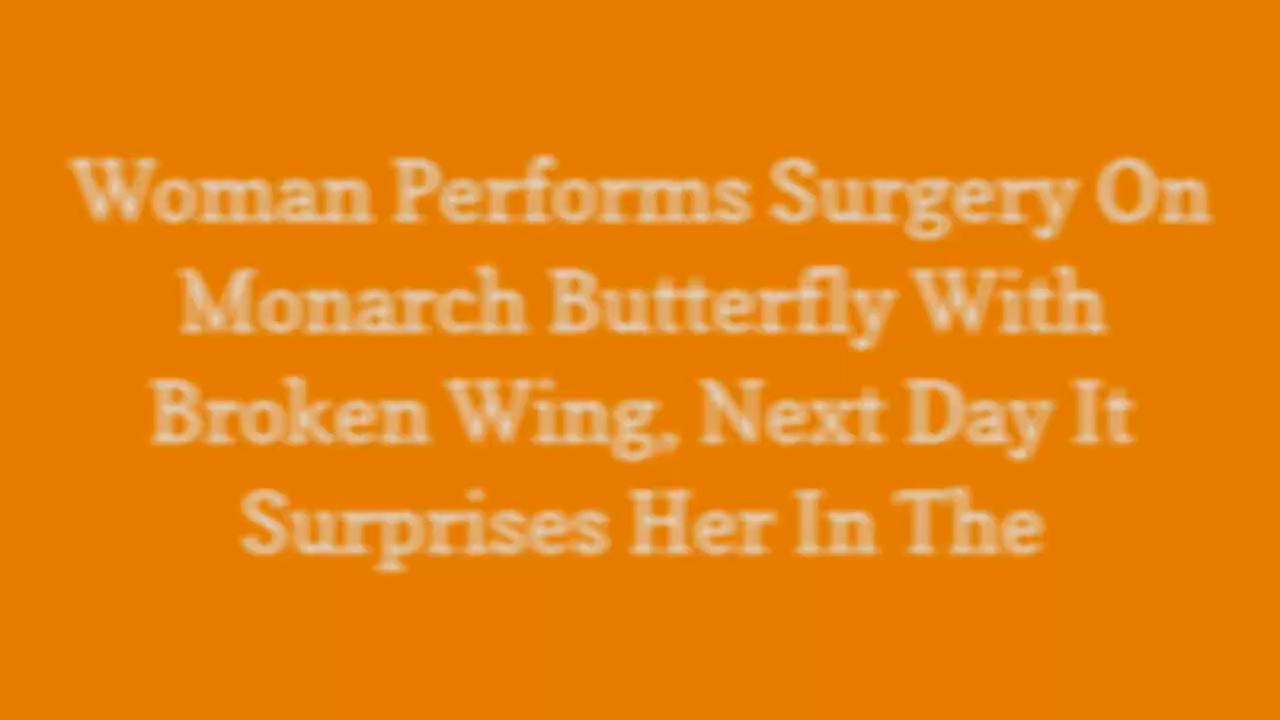 Woman Performs Surgery On
Monarch Butterfly With
Broken Wing, Next Day It
Surprises Her In The